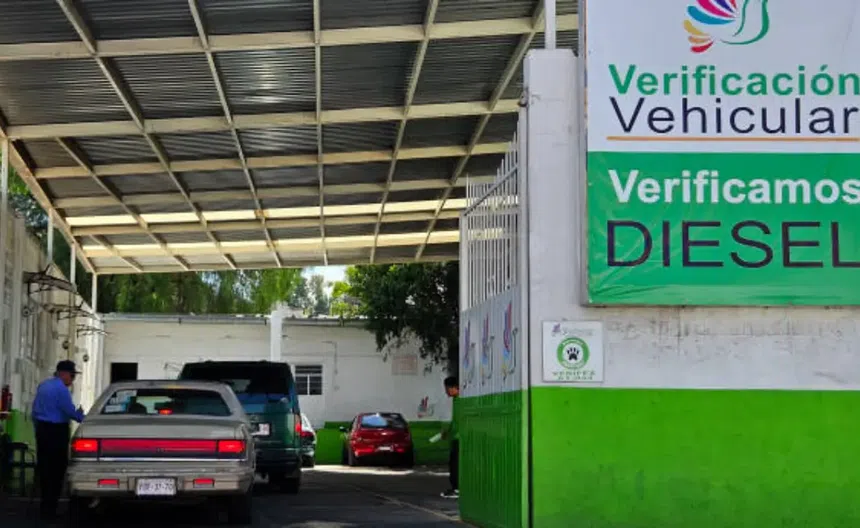 Verificación
Vehicular
Verificamos
DIESEL